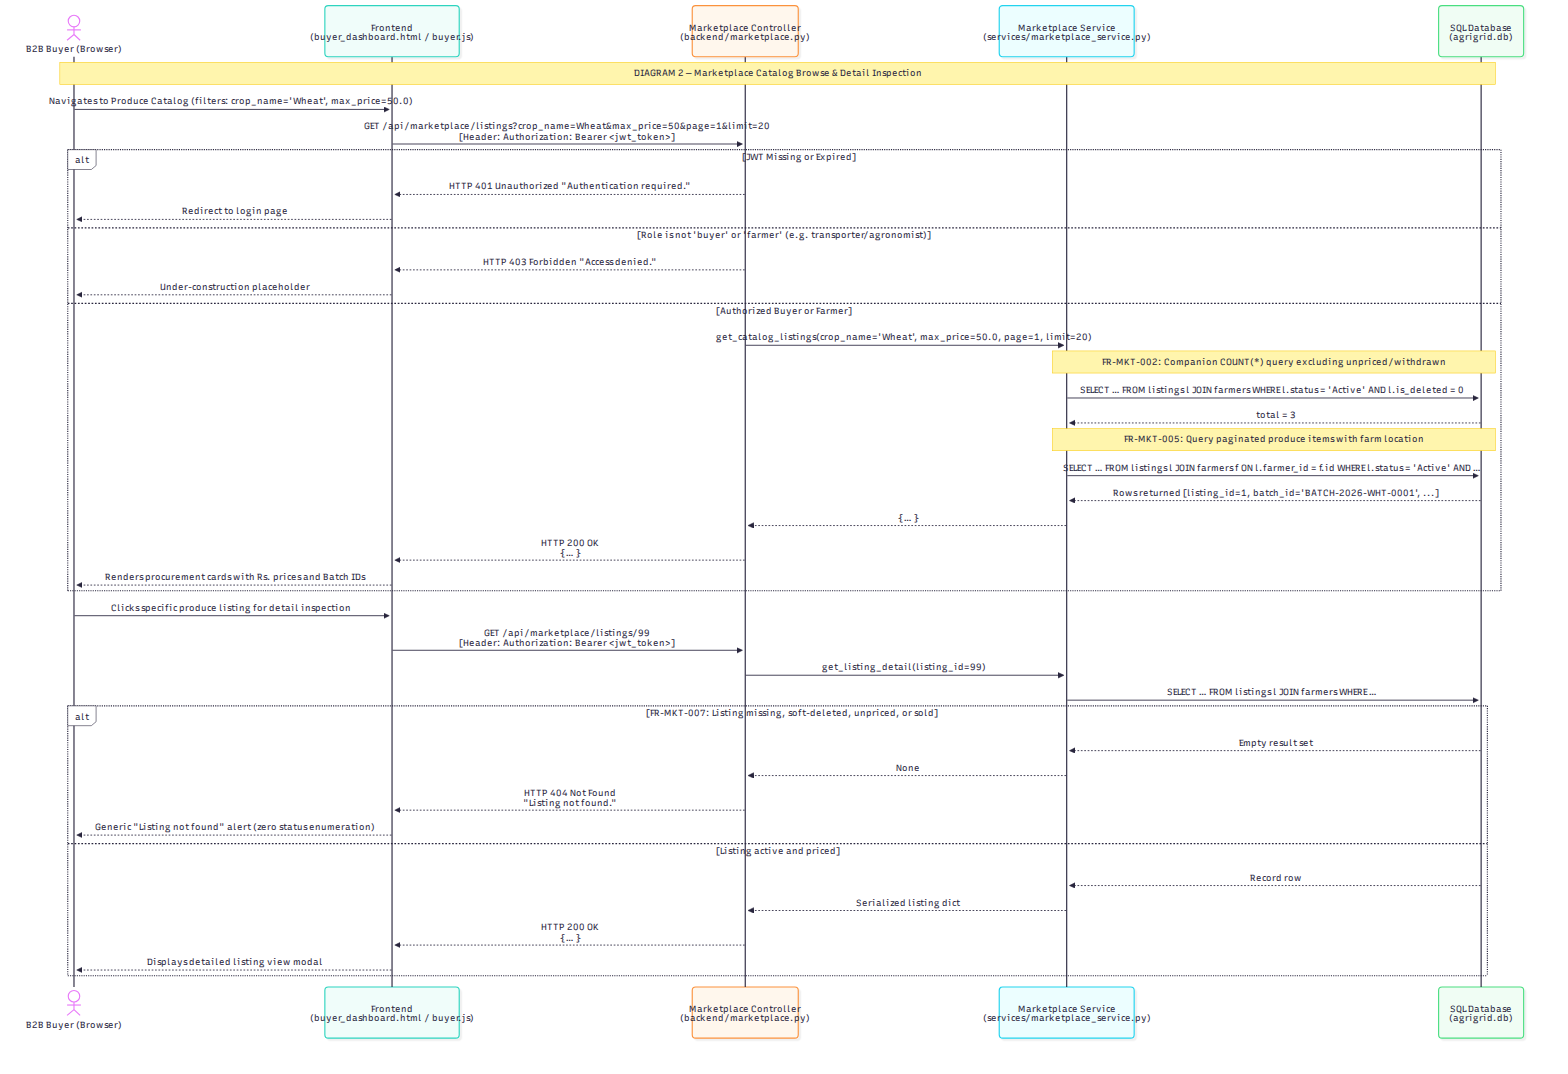 B2B Buyer (Browser)
Frontend
(buyer_dashboard.html / buyer.js)
Marketplace Controller
(backend/marketplace.py)
Marketplace Service
(services/marketplace_service.py)
SQL Database
(agrigrid.db)
DIAGRAM 2 — Marketplace Catalog Browse & Detail Inspection
Navigates to Produce Catalog (filters: crop_name='Wheat', max_price=50.0)
GET /api/marketplace/listings?crop_name=Wheat&max_price=50&page=1&limit=20
[Header: Authorization: Bearer <jwt_token>]
alt
[JWT Missing or Expired]
HTTP 401 Unauthorized "Authentication required."
Redirect to login page
[Role is not 'buyer' or 'farmer' (e.g. transporter/agronomist)]
HTTP 403 Forbidden "Access denied."
Under-construction placeholder
[Authorized Buyer or Farmer]
get_catalog_listings(crop_name='Wheat', max_price=50.0, page=1, limit=20)
FR-MKT-002: Companion COUNT(*) query excluding unpriced/withdrawn
SELECT ... FROM listings l JOIN farmers WHERE l.status = 'Active' AND l.is_deleted = 0
total = 3
FR-MKT-005: Query paginated produce items with farm location
SELECT ... FROM listings l JOIN farmers f ON l.farmer_id = f.id WHERE l.status = 'Active' AND ...
Rows returned [listing_id=1, batch_id='BATCH-2026-WHT-0001', ...]
{ ... }
HTTP 200 OK
{ ... }
Renders procurement cards with Rs. prices and Batch IDs
Clicks specific produce listing for detail inspection
GET /api/marketplace/listings/99
[Header: Authorization: Bearer <jwt_token>]
get_listing_detail(listing_id=99)
SELECT ... FROM listings l JOIN farmers WHERE ...
alt
[FR-MKT-007: Listing missing, soft-deleted, unpriced, or sold]
Empty result set
None
HTTP 404 Not Found
"Listing not found."
Generic "Listing not found" alert (zero status enumeration)
[Listing active and priced]
Record row
Serialized listing dict
HTTP 200 OK
{ ... }
Displays detailed listing view modal
B2B Buyer (Browser)
Frontend
(buyer_dashboard.html / buyer.js)
Marketplace Controller
(backend/marketplace.py)
Marketplace Service
(services/marketplace_service.py)
SQL Database
(agrigrid.db)